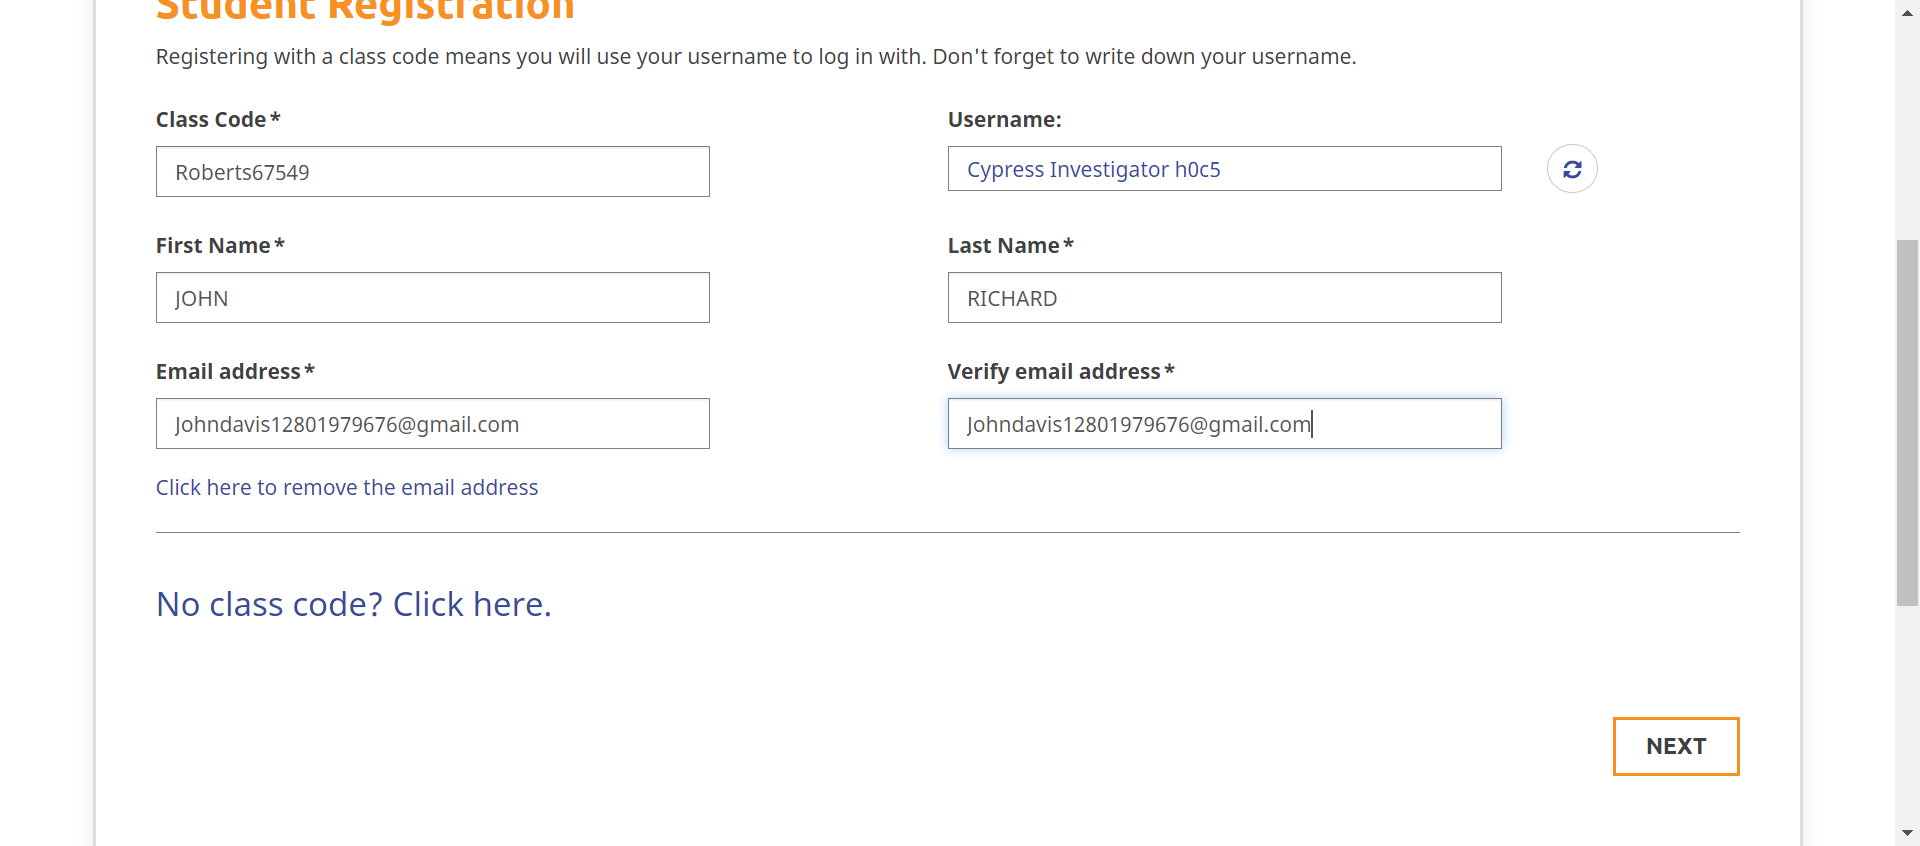 Student Registration
Registering with a class code means you will use your username to log in with. Don't forget to write down your username.
Class Code*
Username:
Roberts67549
Cypress Investigator h0c5
First Name*
Last Name*
JOHN
RICHARD
Email address*
Verify email address*
Johndavis12801979676@gmail.com
Johndavis12801979676@gmail.com
Click here to remove the email address
No class code? Click here.
NEXT